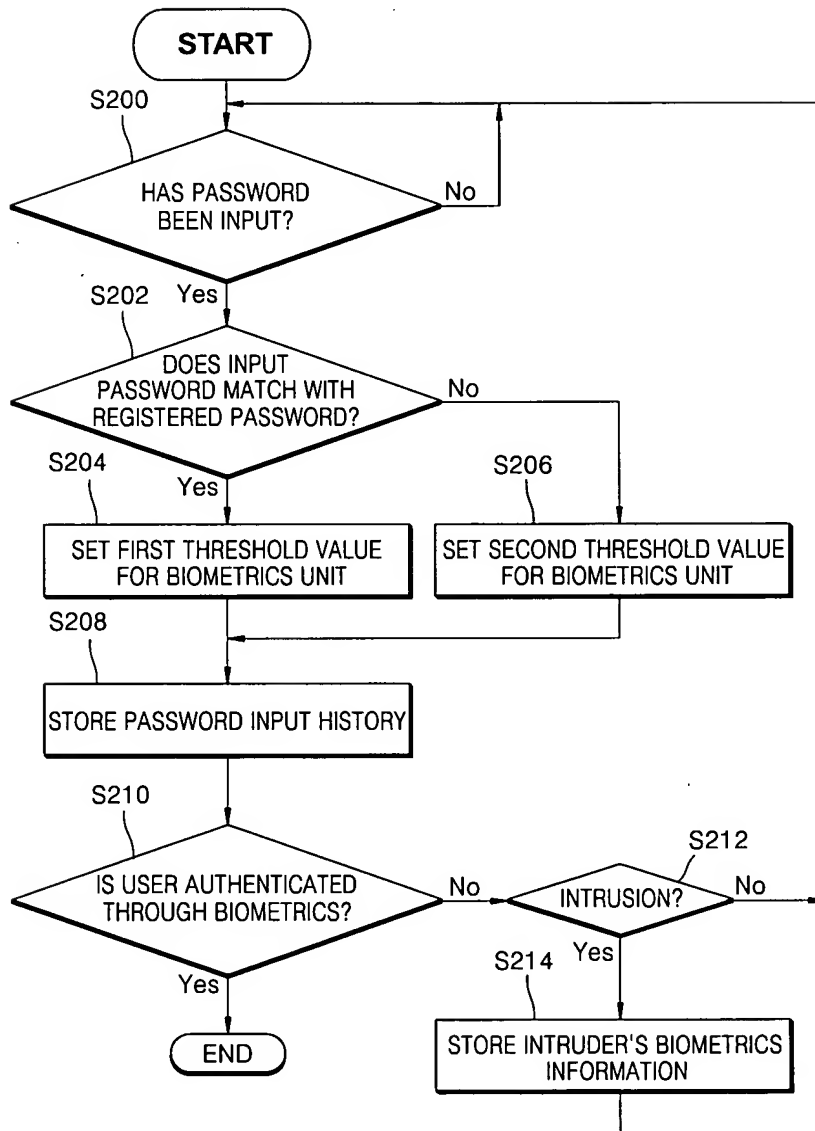 START
S200
HAS PASSWORD
BEEN INPUT?
No
Yes
S202
DOES INPUT
PASSWORD MATCH WITH
REGISTERED PASSWORD?
No
Yes
S204
SET FIRST THRESHOLD VALUE
FOR BIOMETRICS UNIT
S206
SET SECOND THRESHOLD VALUE
FOR BIOMETRICS UNIT
S208
STORE PASSWORD INPUT HISTORY
S210
IS USER AUTHENTICATED
THROUGH BIOMETRICS?
No
Yes
S212
INTRUSION?
No
Yes
END
S214
STORE INTRUDER'S BIOMETRICS
INFORMATION